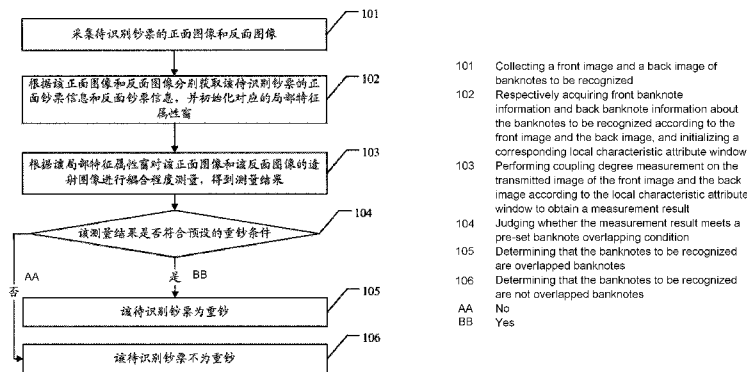 101
采集待识别钞票的正面图像和反面图像
102
根据该正面图像和反面图像分别获取该待识别钞票的正
面钞票信息和反面钞票信息，并初始化对应的局部特征
属性窗
103
根据该局部特征属性窗对该正面图像和该反面图像的透
射图像进行耦合程度测量，得到测量结果
104
该测量结果是否符合预设的重钞条件
AA
否
是 BB
105
该待识别钞票为重钞
106
该待识别钞票不为重钞
101 Collecting a front image and a back image of
banknotes to be recognized
102 Respectively acquiring front banknote
information and back banknote information about
the banknotes to be recognized according to the
front image and the back image, and initializing a
corresponding local characteristic attribute window
103 Performing coupling degree measurement on the
transmitted image of the front image and the back
image according to the local characteristic attribute
window to obtain a measurement result
104 Judging whether the measurement result meets a
pre-set banknote overlapping condition
105 Determining that the banknotes to be recognized
are overlapped banknotes
106 Determining that the banknotes to be recognized
are not overlapped banknotes
AA No
BB Yes